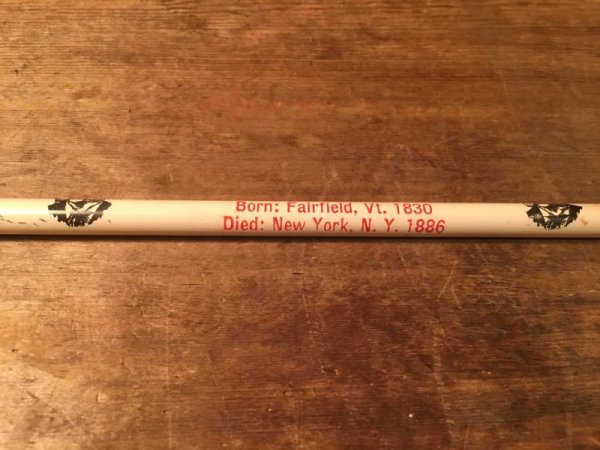 Born: Fairfield, Vt. 1830
Died: New York, N. Y. 1886